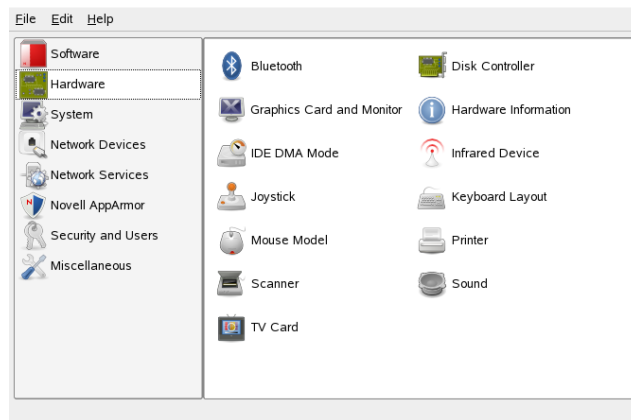 File Edit Help
Software
Hardware
System
Network Devices
Network Services
Novell AppArmor
Security and Users
Miscellaneous
Bluetooth
Disk Controller
Graphics Card and Monitor
Hardware Information
IDE DMA Mode
Infrared Device
Joystick
Keyboard Layout
Mouse Model
Printer
Scanner
Sound
TV Card